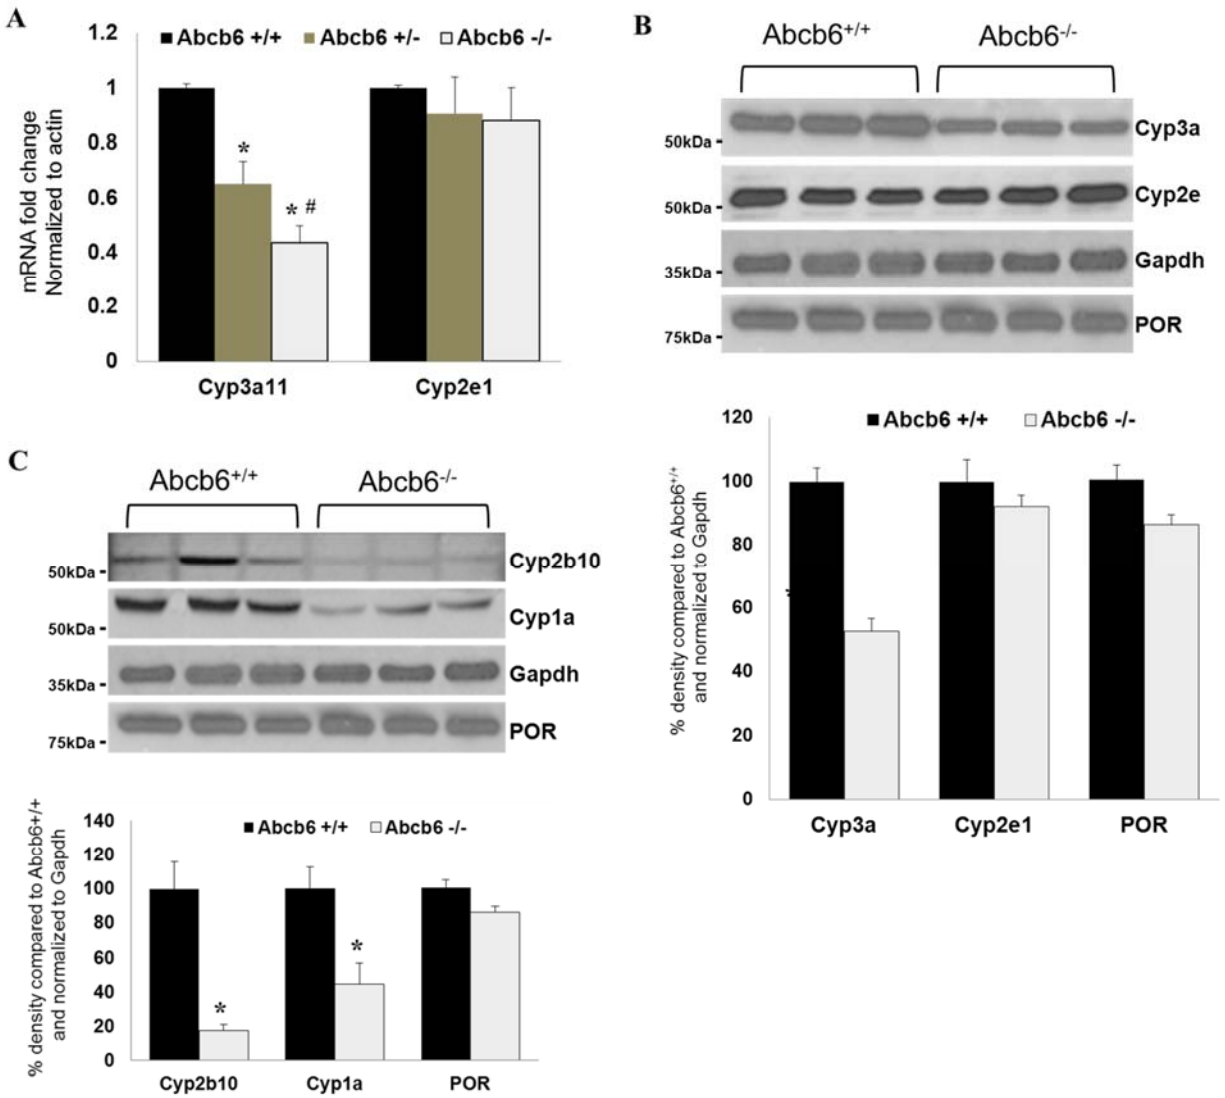 A
1.2
1
0.8
0.6
0.4
0.2
0
mRNA fold change
Normalized to actin
Abcb6 +/+ Abcb6 +/- Abcb6 -/-
*
* #
Cyp3a11 Cyp2e1
B
Abcb6+/+ Abcb6-/-
50kDa Cyp3a
50kDa Cyp2e
35kDa Gapdh
75kDa POR
120
100
80
60
40
20
0
% density compared to Abcb6+/+
and normalized to Gapdh
Abcb6 +/+ Abcb6 -/-
*
Cyp3a Cyp2e1 POR
C
Abcb6+/+ Abcb6-/-
50kDa Cyp2b10
50kDa Cyp1a
35kDa Gapdh
75kDa POR
140
120
100
80
60
40
20
0
% density compared to Abcb6+/+
and normalized to Gapdh
Abcb6 +/+ Abcb6 -/-
*
*
Cyp2b10 Cyp1a POR